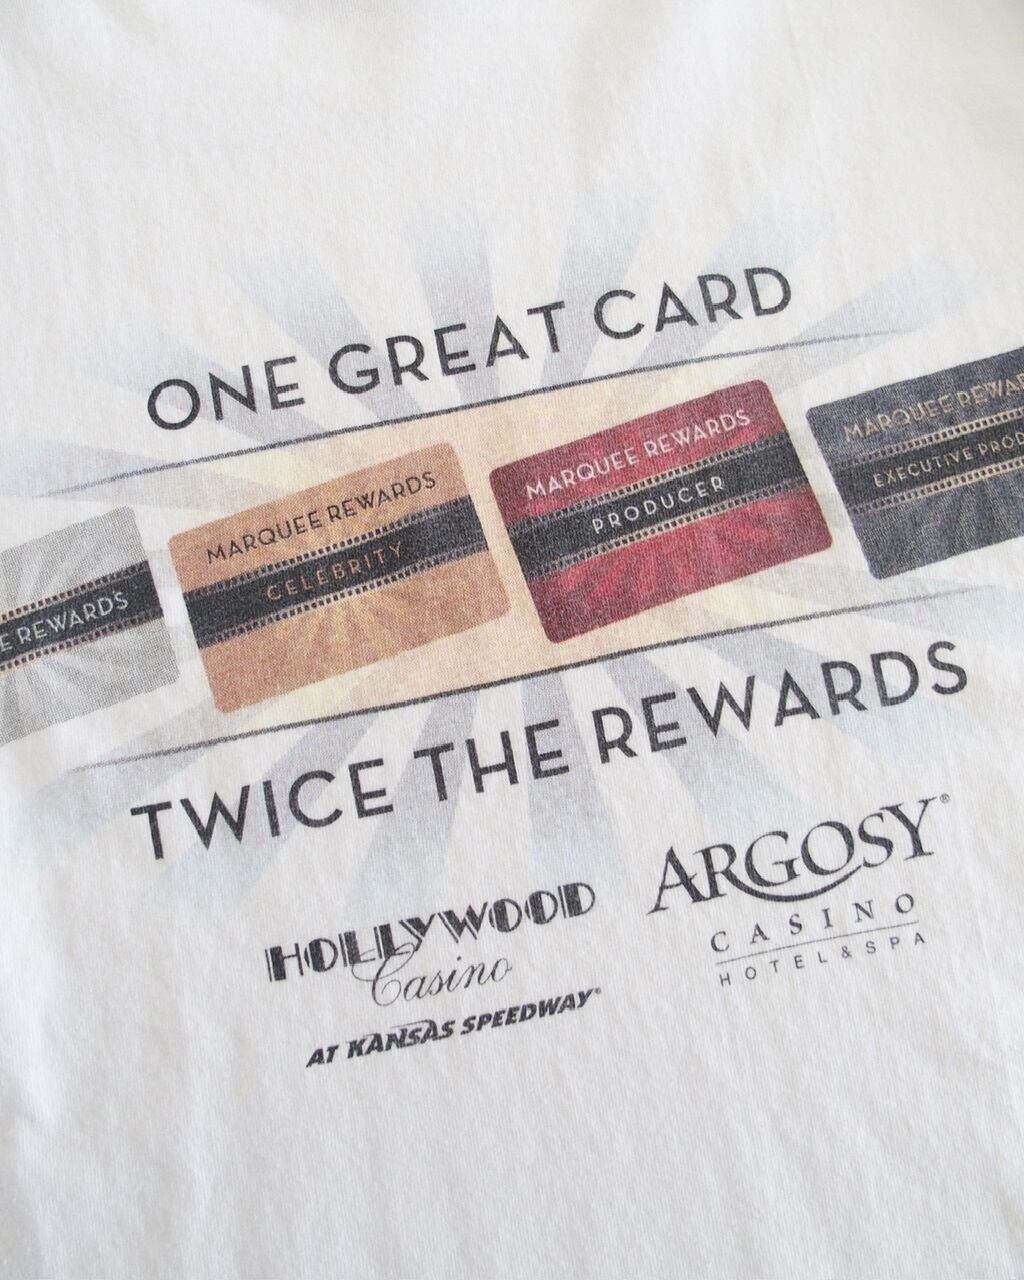 ONE GREAT CARD
E REWARDS
MARQUEE REWARDS
CELEBRITY
MARQUEE REWARDS
PRODUCER
MARQUEE REWAR
EXECUTIVE PROD
TWICE THE REWARDS
HOLLYWOOD
Casino
AT KANSAS SPEEDWAY®
ARGOSY®
CASINO
HOTEL & SPA